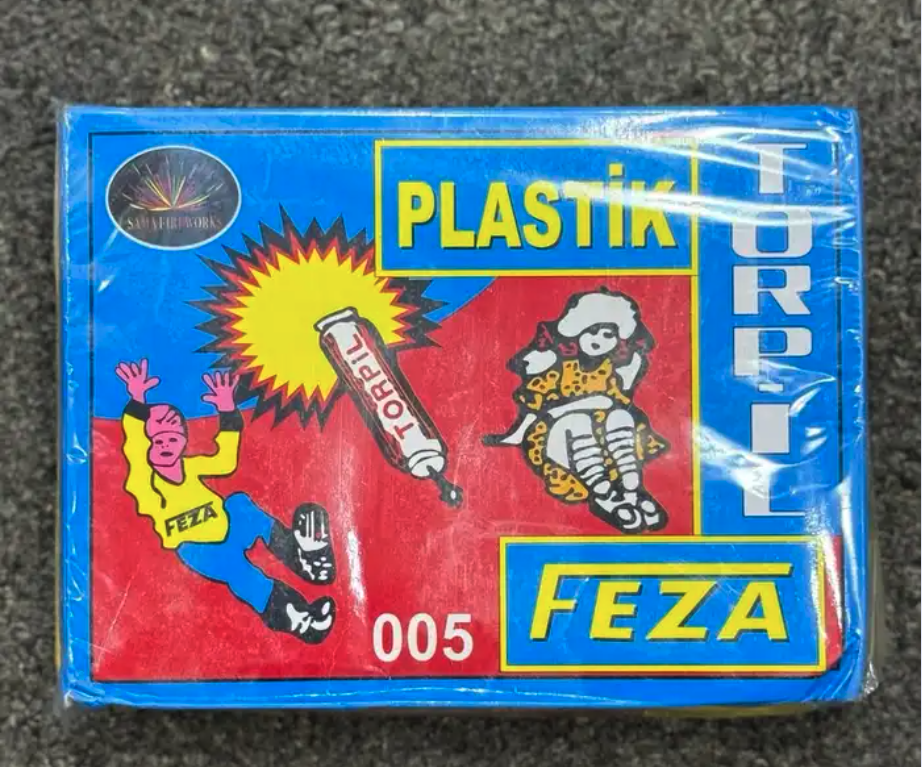 SAMA FIREWORKS
PLASTİK
TORPİL
TORPİL
FEZA
005
FEZA